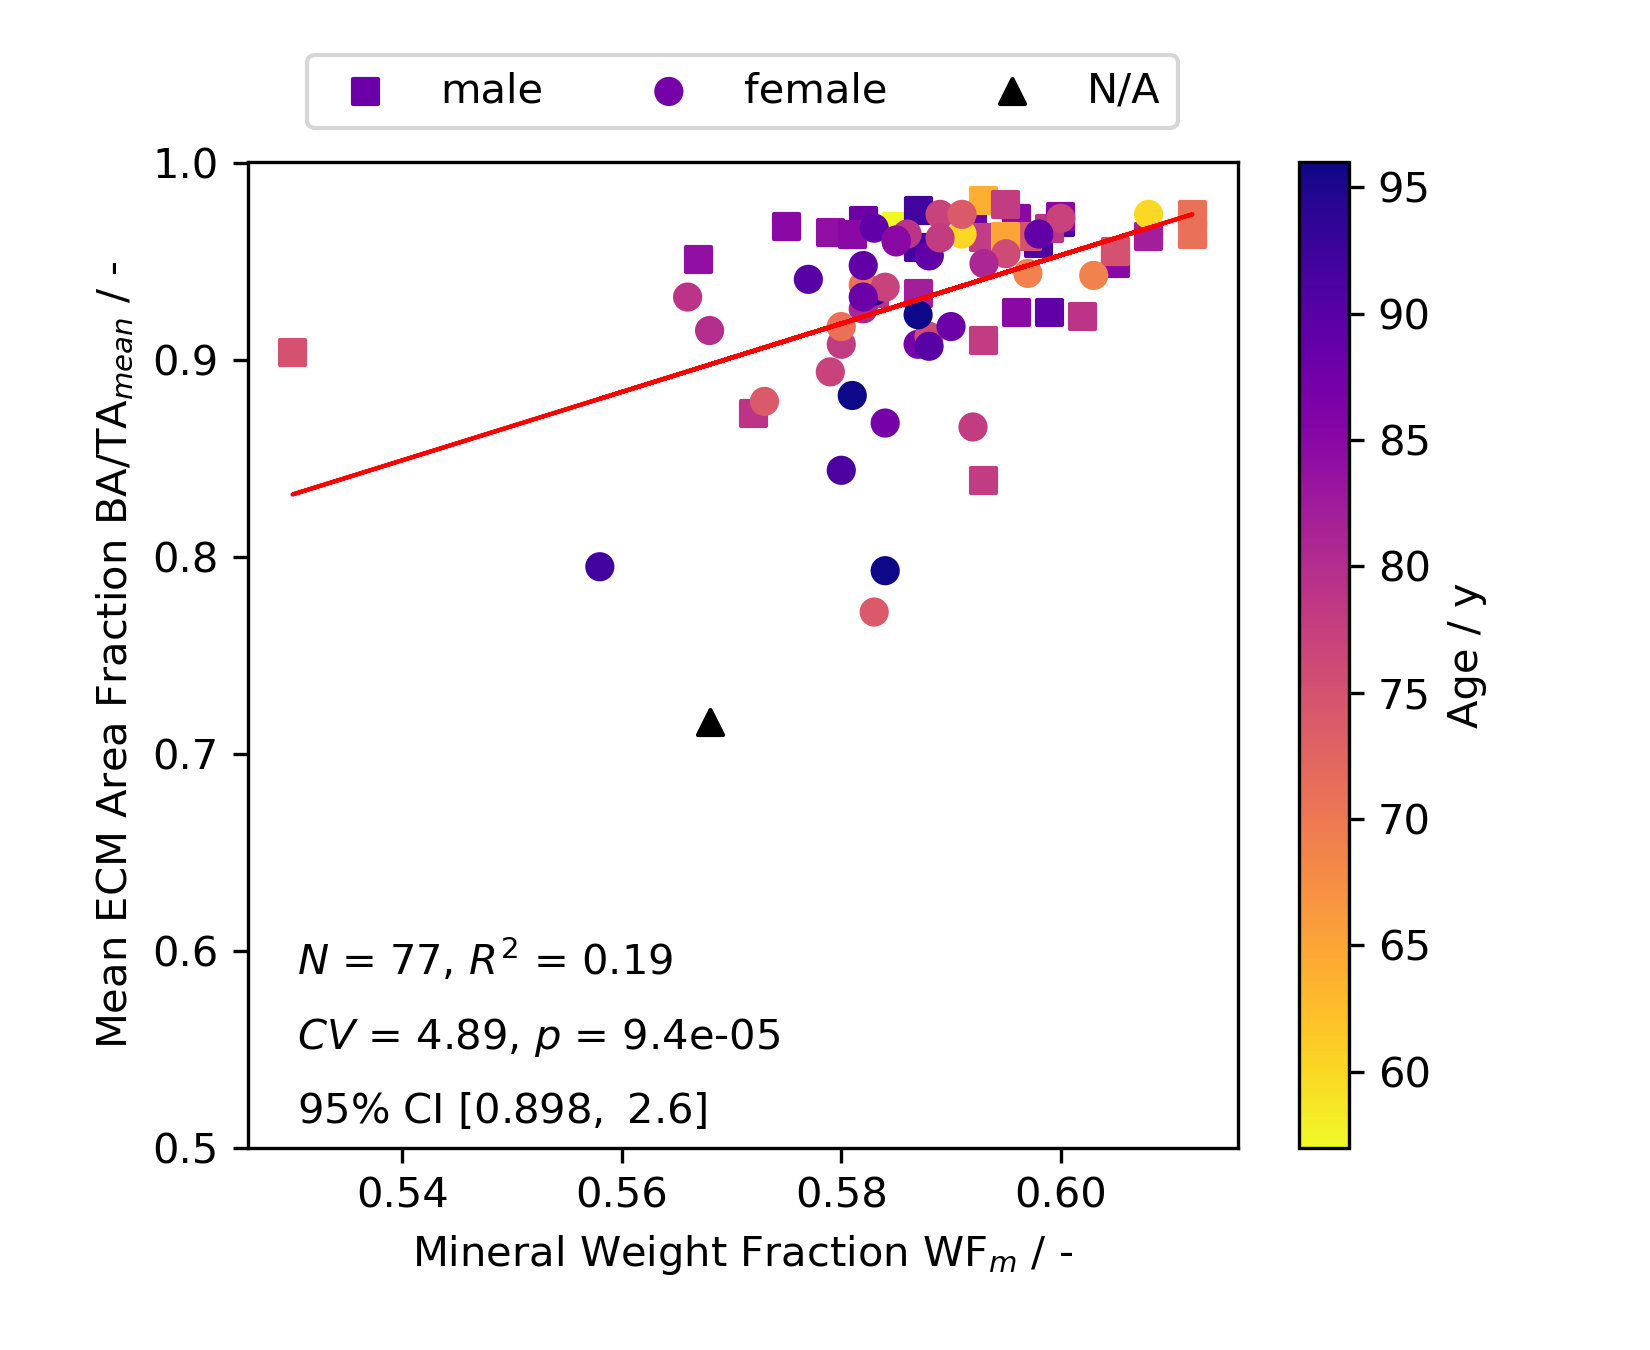 male female N/A
1.0
0.9
0.8
0.7
0.6
0.5
Mean ECM Area Fraction BA/TA_mean / -
N = 77, R² = 0.19
CV = 4.89, p = 9.4e-05
95% CI [0.898, 2.6]
0.54 0.56 0.58 0.60
Mineral Weight Fraction WF_m / -
95
90
85
80
75
70
65
60
Age / y